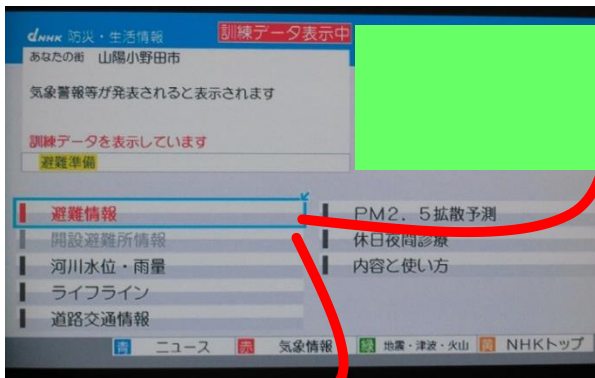 dNHK 防災・生活情報 訓練データ表示中
あなたの街 山陽小野田市
気象警報等が発表されると表示されます
訓練データを表示しています
避難準備
避難情報
開設避難所情報
河川水位・雨量
ライフライン
道路交通情報
PM2．5拡散予測
休日夜間診療
内容と使い方
青 ニュース 赤 気象情報 緑 地震・津波・火山 黄 NHKトップ